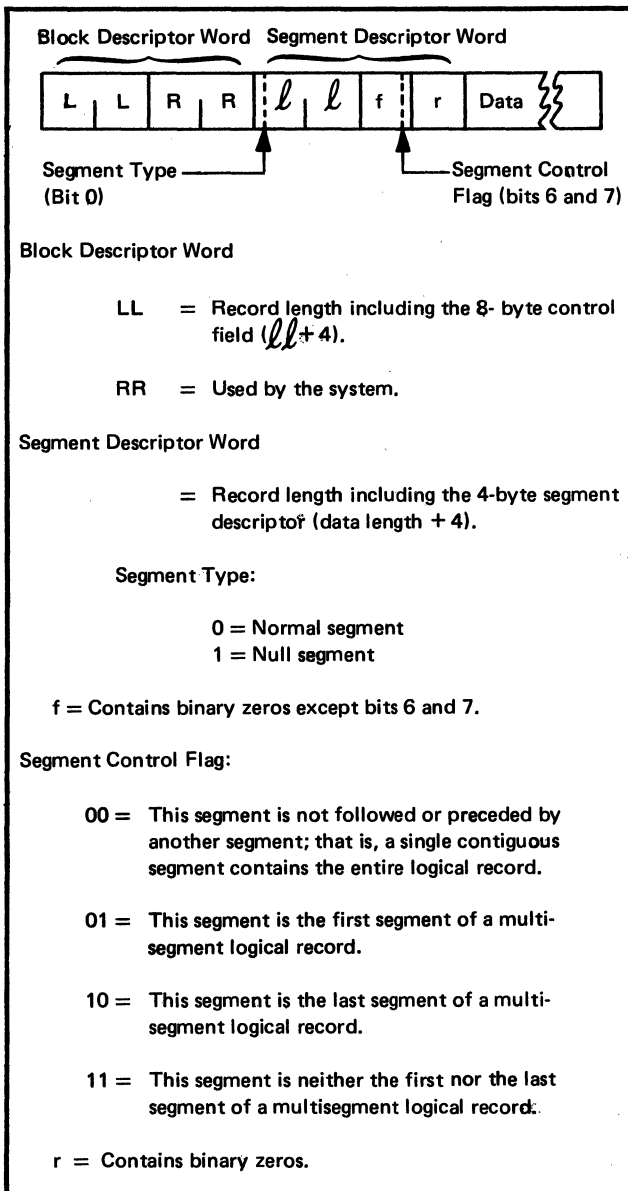 Block Descriptor Word Segment Descriptor Word
L L R R ℓ ℓ f r Data
Segment Type
(Bit 0)
Segment Control
Flag (bits 6 and 7)
Block Descriptor Word
LL = Record length including the 8- byte control
field (ℓℓ+ 4).
RR = Used by the system.
Segment Descriptor Word
= Record length including the 4-byte segment
descriptor (data length + 4).
Segment Type:
0 = Normal segment
1 = Null segment
f = Contains binary zeros except bits 6 and 7.
Segment Control Flag:
00 = This segment is not followed or preceded by
another segment; that is, a single contiguous
segment contains the entire logical record.
01 = This segment is the first segment of a multi-
segment logical record.
10 = This segment is the last segment of a multi-
segment logical record.
11 = This segment is neither the first nor the last
segment of a multisegment logical record.
r = Contains binary zeros.